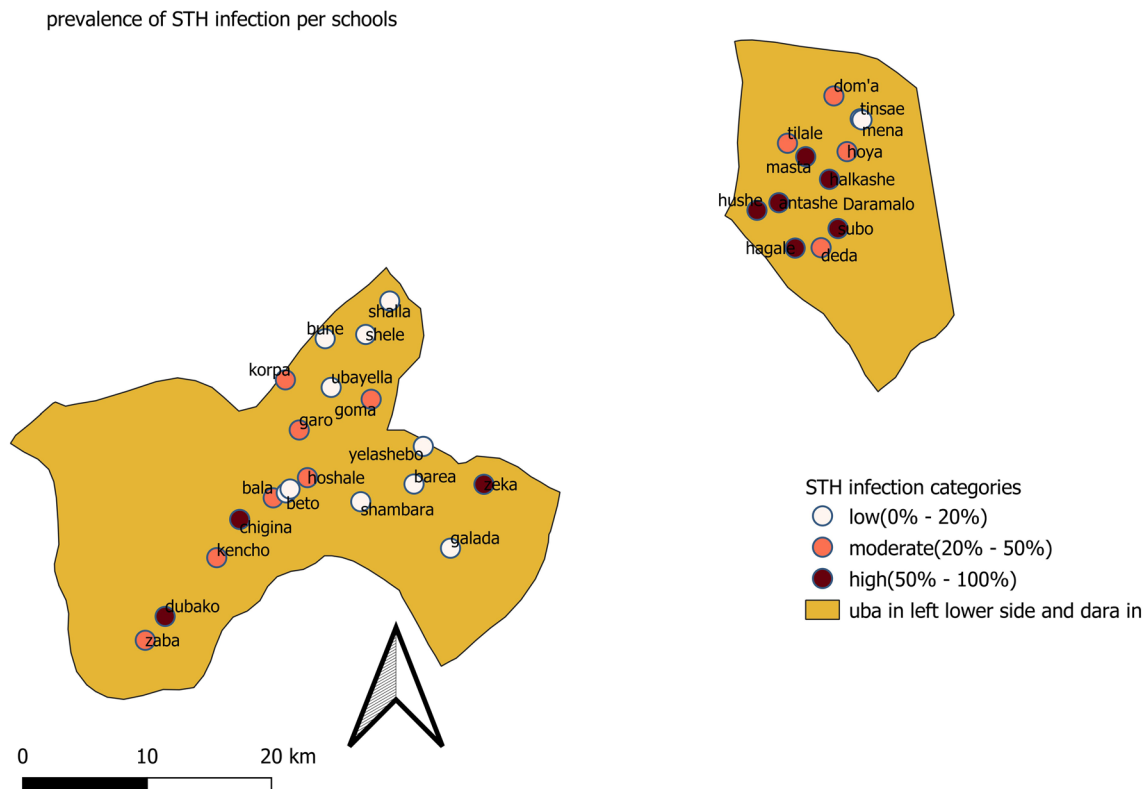 prevalence of STH infection per schools
dom'a
tinsae
mena
tilale
hoya
masta
halkashe
hushe
antashe
Daramalo
subo
hagale
deda
shalla
bune
shele
korpa
ubayella
goma
garo
yelashebo
hoshale
barea
zeka
bala
beto
shambara
chigina
galada
kencho
dubako
zaba
STH infection categories
low(0% - 20%)
moderate(20% - 50%)
high(50% - 100%)
uba in left lower side and dara in
0 10 20 km